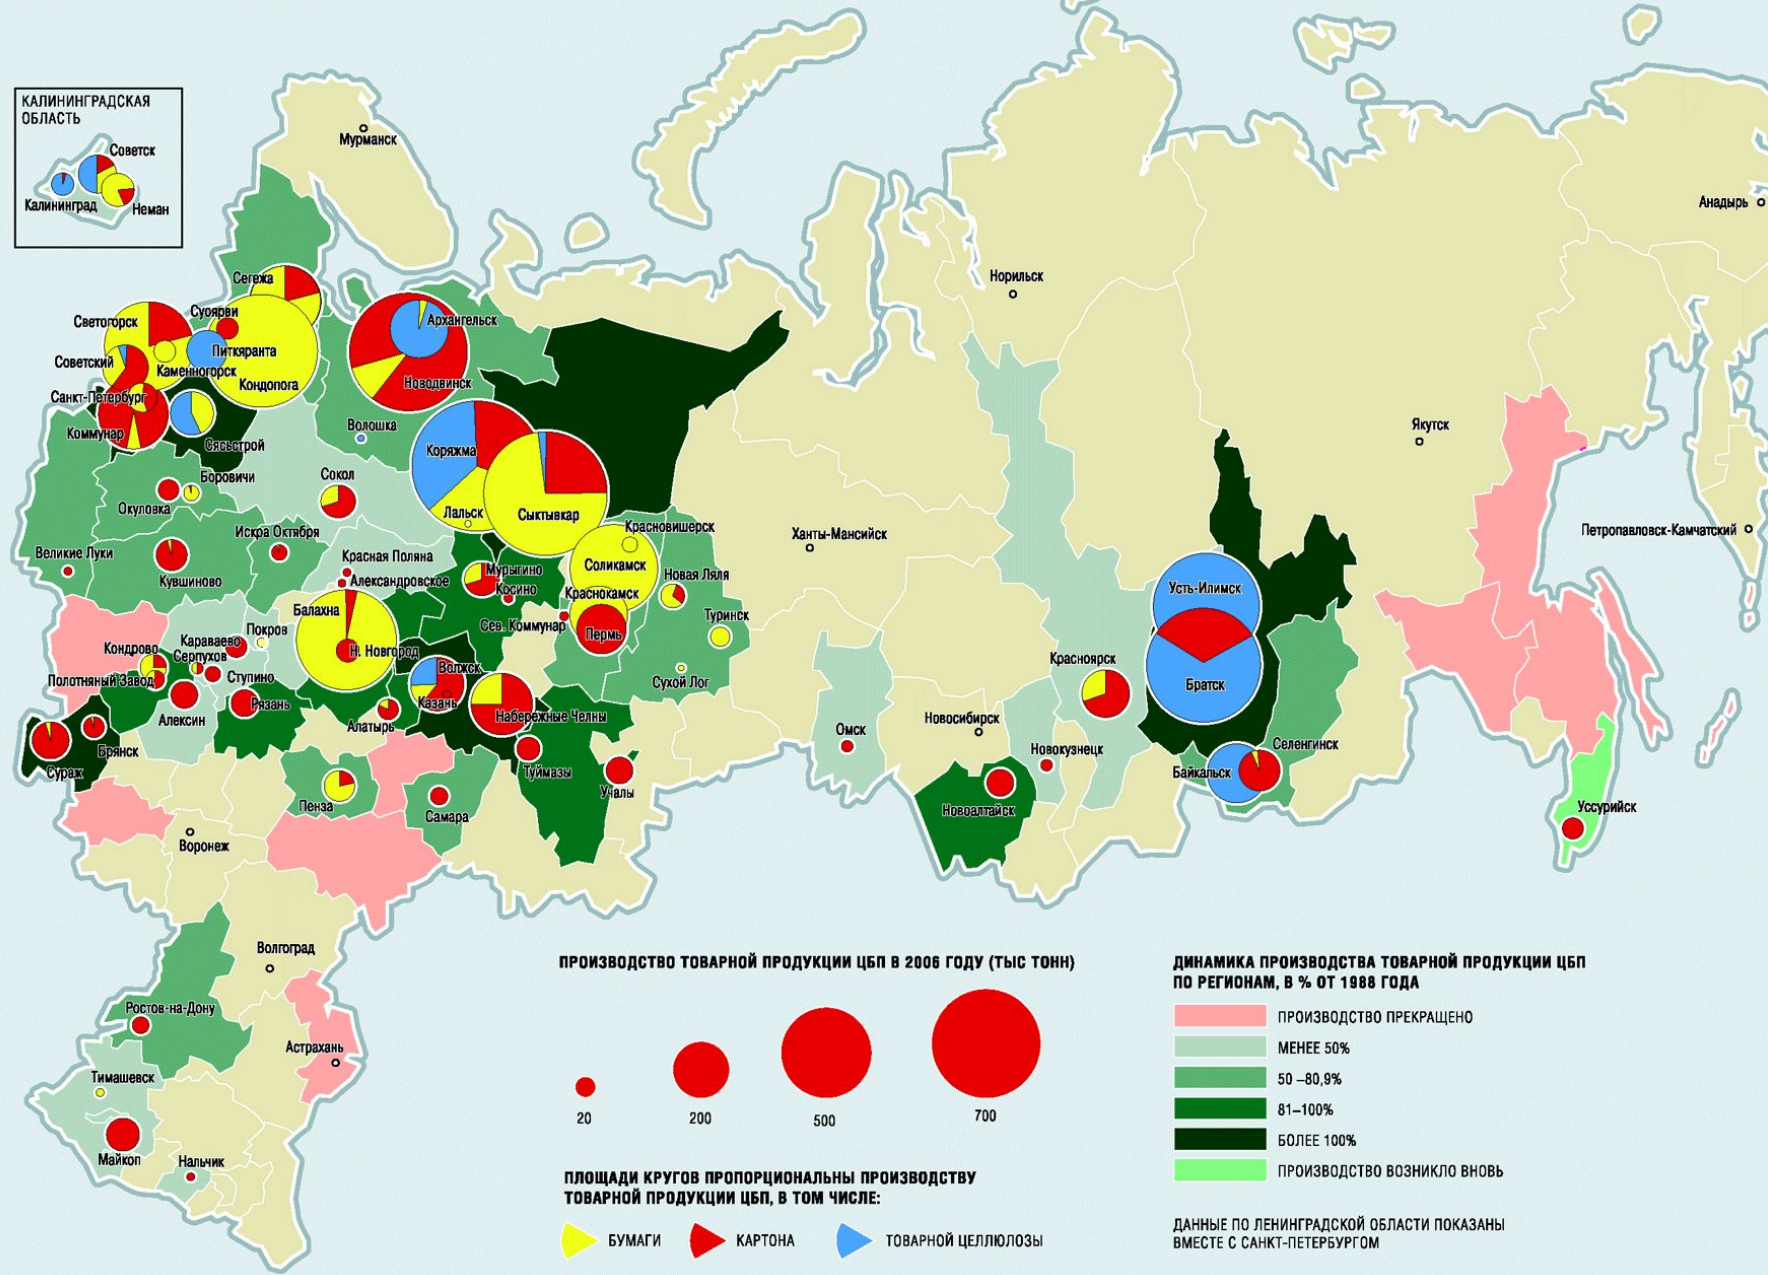 КАЛИНИНГРАДСКАЯ
ОБЛАСТЬ
Советск
Калининград
Неман
Мурманск
Анадырь
Норильск
Сегежа
Суоярви
Светогорск
Архангельск
Питкяранта
Советский
Каменногорск
Кондопога
Новодвинск
Санкт-Петербург
Коммунар
Волошка
Якутск
Сясьстрой
Коряжма
Боровичи
Сокол
Окуловка
Лальск
Сыктывкар
Красновишерск
Искра Октября
Ханты-Мансийск
Петропавловск-Камчатский
Великие Луки
Красная Поляна
Кувшиново
Мурыгино
Соликамск
Новая Ляля
Александровское
Косино
Краснокамск
Усть-Илимск
Балахна
Туринск
Покров
Сев. Коммунар
Пермь
Караваево
Кондрово
Серпухов
Н. Новгород
Красноярск
Волжск
Полотняный Завод
Ступино
Сухой Лог
Братск
Рязань
Казань
Алексин
Набережные Челны
Новосибирск
Алатырь
Омск
Селенгинск
Брянск
Новокузнецк
Сураж
Туймазы
Байкальск
Учалы
Пенза
Уссурийск
Новоалтайск
Самара
Воронеж
Волгоград
Ростов-на-Дону
Астрахань
Тимашевск
Майкоп
Нальчик
ПРОИЗВОДСТВО ТОВАРНОЙ ПРОДУКЦИИ ЦБП В 2006 ГОДУ (ТЫС ТОНН)
20
200
500
700
ПЛОЩАДИ КРУГОВ ПРОПОРЦИОНАЛЬНЫ ПРОИЗВОДСТВУ
ТОВАРНОЙ ПРОДУКЦИИ ЦБП, В ТОМ ЧИСЛЕ:
БУМАГИ
КАРТОНА
ТОВАРНОЙ ЦЕЛЛЮЛОЗЫ
ДИНАМИКА ПРОИЗВОДСТВА ТОВАРНОЙ ПРОДУКЦИИ ЦБП
ПО РЕГИОНАМ, В % ОТ 1988 ГОДА
ПРОИЗВОДСТВО ПРЕКРАЩЕНО
МЕНЕЕ 50%
50 –80,9%
81–100%
БОЛЕЕ 100%
ПРОИЗВОДСТВО ВОЗНИКЛО ВНОВЬ
ДАННЫЕ ПО ЛЕНИНГРАДСКОЙ ОБЛАСТИ ПОКАЗАНЫ
ВМЕСТЕ С САНКТ-ПЕТЕРБУРГОМ